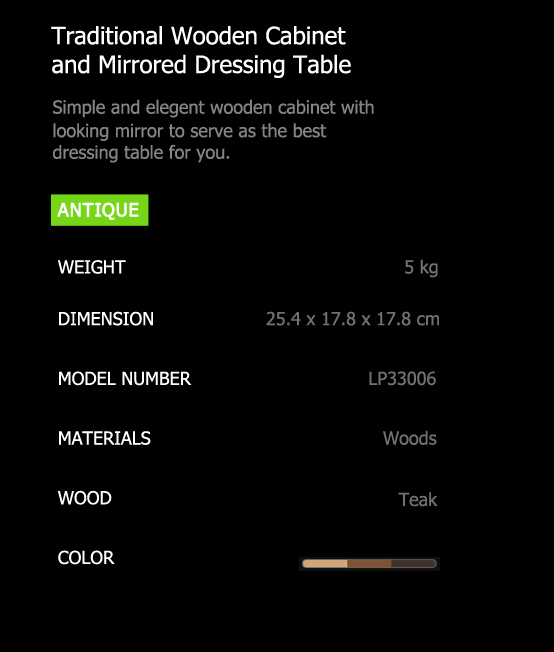 Traditional Wooden Cabinet
and Mirrored Dressing Table
Simple and elegent wooden cabinet with
looking mirror to serve as the best
dressing table for you.
ANTIQUE
WEIGHT 5 kg
DIMENSION 25.4 x 17.8 x 17.8 cm
MODEL NUMBER LP33006
MATERIALS Woods
WOOD Teak
COLOR